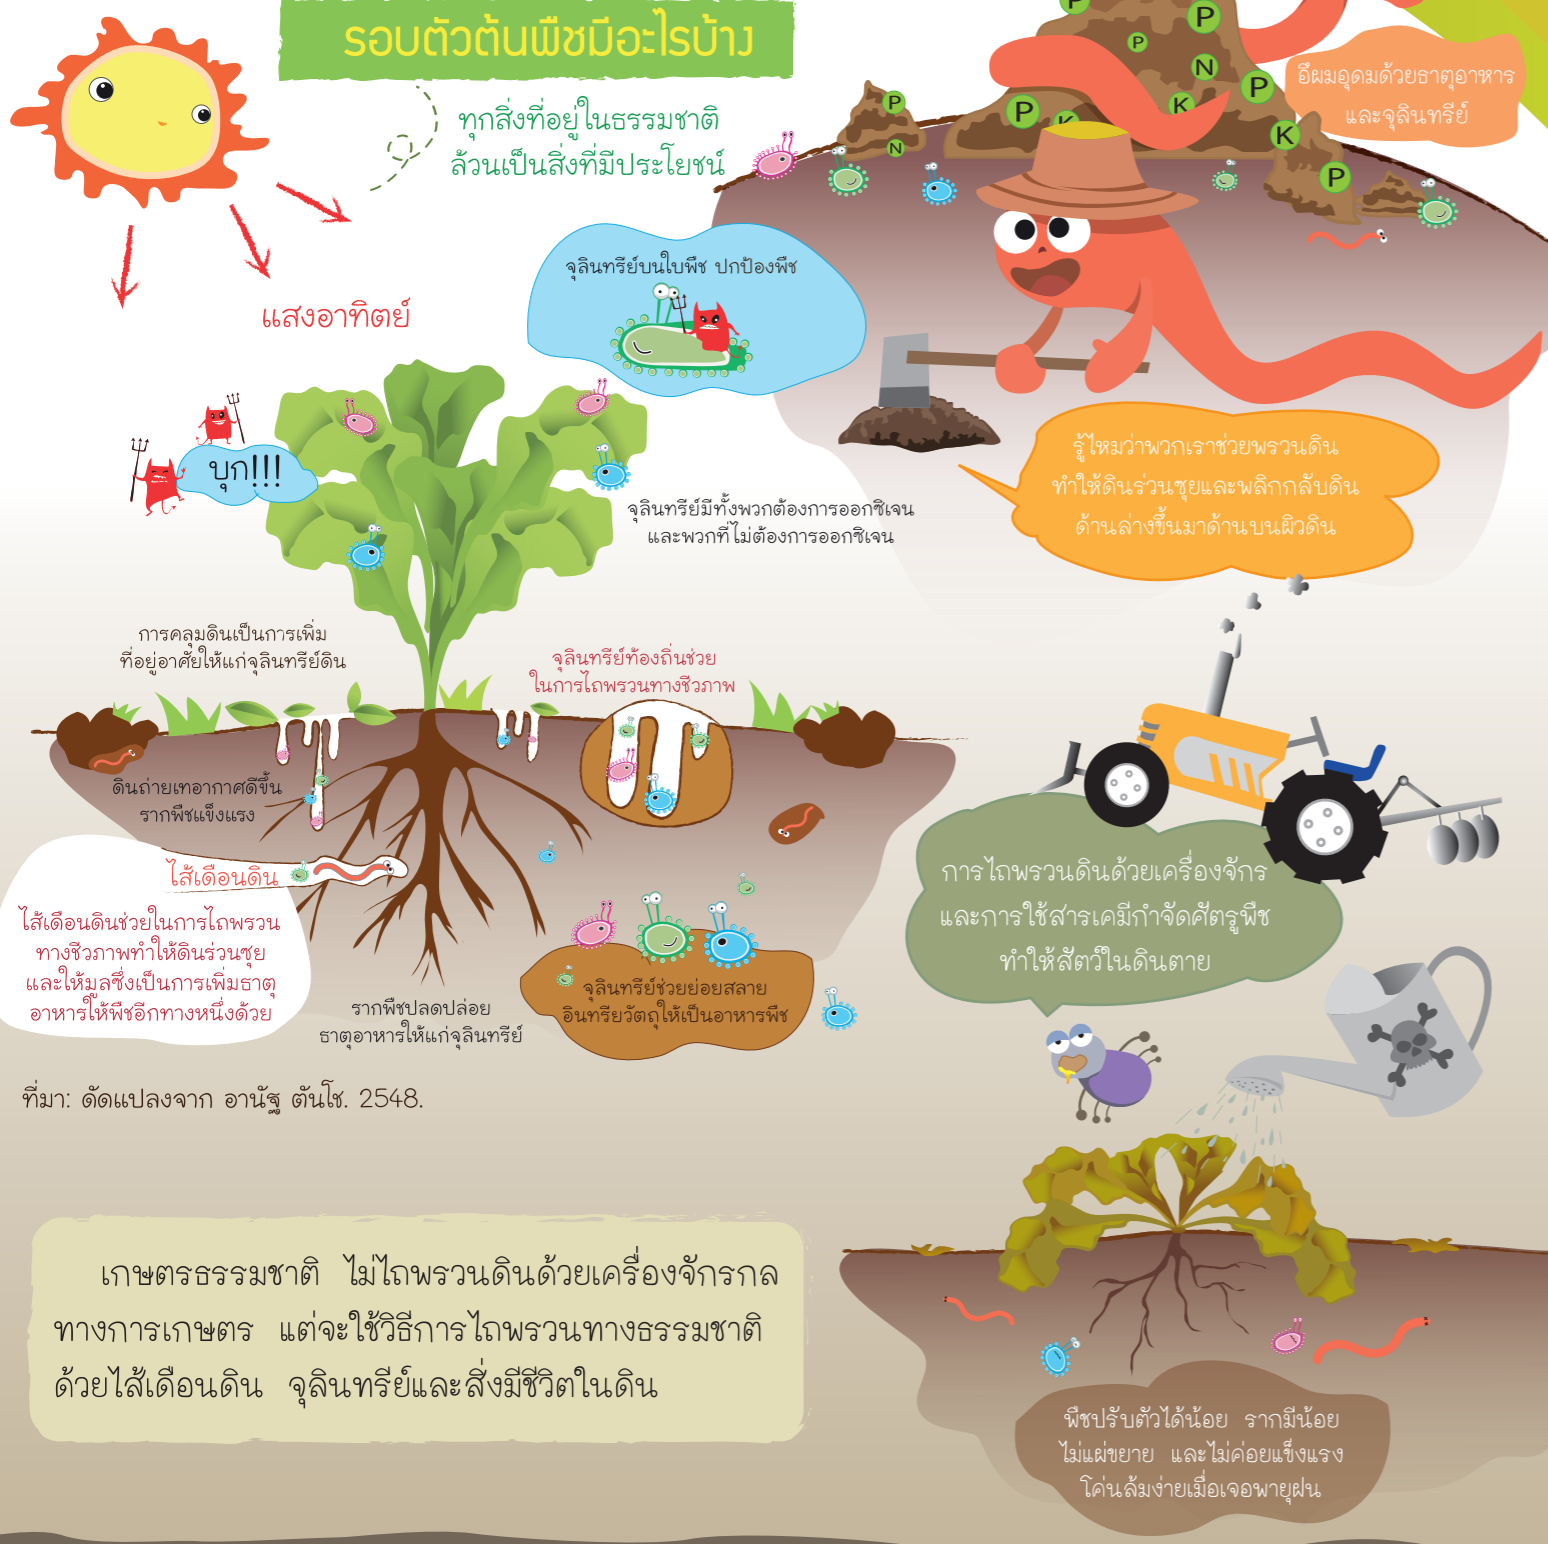 รอบตัวต้นพืชมีอะไรบ้าง
ทุกสิ่งที่อยู่ในธรรมชาติ
ล้วนเป็นสิ่งที่มีประโยชน์
P
P
P
N
P
K
P
K
K
P
P
N
อึผมอุดมด้วยธาตุอาหาร
และจุลินทรีย์
แสงอาทิตย์
จุลินทรีย์บนใบพืช ปกป้องพืช
บุก!!!
จุลินทรีย์มีทั้งพวกต้องการออกซิเจน
และพวกที่ไม่ต้องการออกซิเจน
รู้ไหมว่าพวกเราช่วยพรวนดิน
ทำให้ดินร่วนซุยและพลิกกลับดิน
ด้านล่างขึ้นมาด้านบนผิวดิน
การคลุมดินเป็นการเพิ่ม
ที่อยู่อาศัยให้แก่จุลินทรีย์ดิน
จุลินทรีย์ท้องถิ่นช่วย
ในการไถพรวนทางชีวภาพ
ดินถ่ายเทอากาศดีขึ้น
รากพืชแข็งแรง
ไส้เดือนดิน
ไส้เดือนดินช่วยในการไถพรวน
ทางชีวภาพทำให้ดินร่วนซุย
และให้มูลซึ่งเป็นการเพิ่มธาตุ
อาหารให้พืชอีกทางหนึ่งด้วย
รากพืชปลดปล่อย
ธาตุอาหารให้แก่จุลินทรีย์
จุลินทรีย์ช่วยย่อยสลาย
อินทรียวัตถุให้เป็นอาหารพืช
การไถพรวนดินด้วยเครื่องจักร
และการใช้สารเคมีกำจัดศัตรูพืช
ทำให้สัตว์ในดินตาย
ที่มา: ดัดแปลงจาก อานัฐ ตันโช. 2548.
เกษตรธรรมชาติ ไม่ไถพรวนดินด้วยเครื่องจักรกล
ทางการเกษตร แต่จะใช้วิธีการไถพรวนทางธรรมชาติ
ด้วยไส้เดือนดิน จุลินทรีย์และสิ่งมีชีวิตในดิน
พืชปรับตัวได้น้อย รากมีน้อย
ไม่แผ่ขยาย และไม่ค่อยแข็งแรง
โค่นล้มง่ายเมื่อเจอพายุฝน